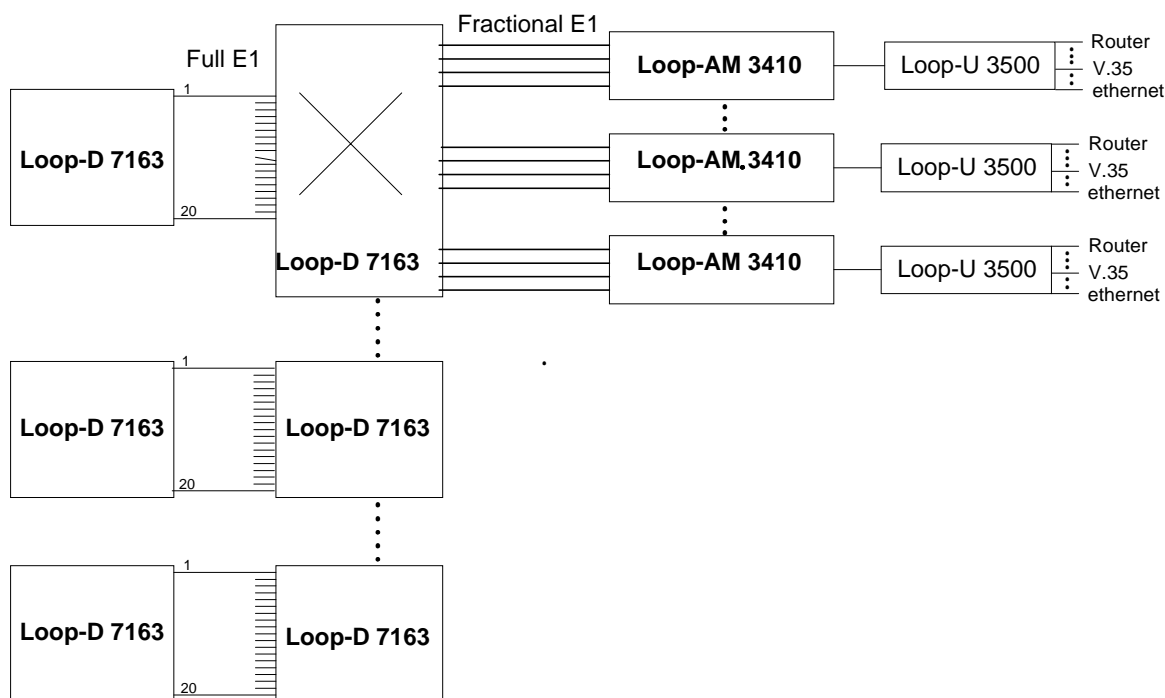 Fractional E1
Full E1
1
20
Loop-D 7163
Loop-D 7163
Loop-AM 3410
Loop-U 3500
Router
V.35
ethernet
Loop-AM 3410
Loop-U 3500
Router
V.35
ethernet
Loop-AM 3410
Loop-U 3500
Router
V.35
ethernet
1
20
Loop-D 7163
Loop-D 7163
1
20
Loop-D 7163
Loop-D 7163